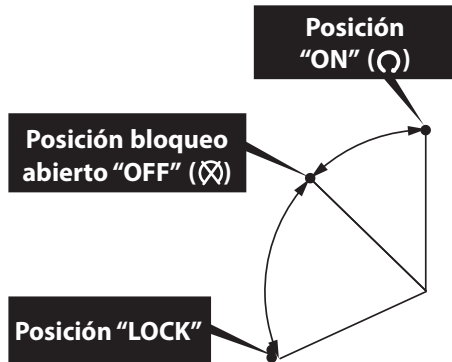 Posición
"ON" (↻)
Posición bloqueo
abierto "OFF" (⊗)
Posición "LOCK"